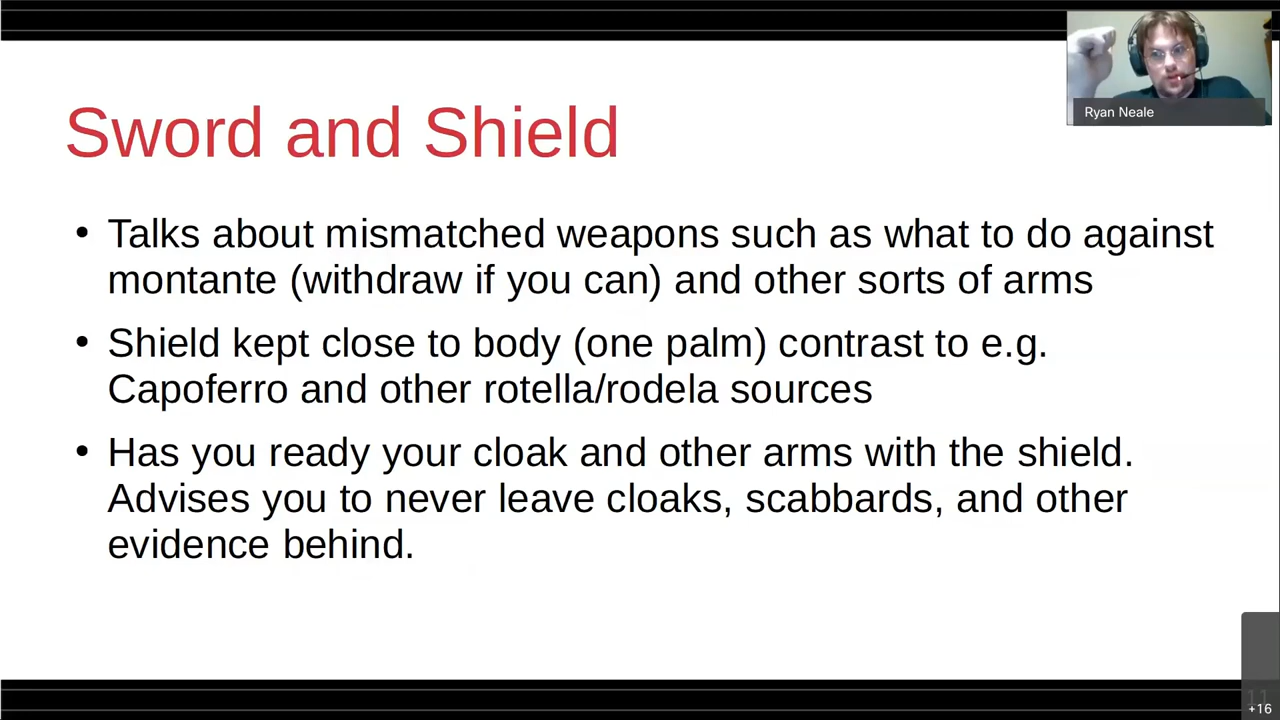 Ryan Neale
Sword and Shield
• Talks about mismatched weapons such as what to do against
montante (withdraw if you can) and other sorts of arms
• Shield kept close to body (one palm) contrast to e.g.
Capoferro and other rotella/rodela sources
• Has you ready your cloak and other arms with the shield.
Advises you to never leave cloaks, scabbards, and other
evidence behind.
11
+16